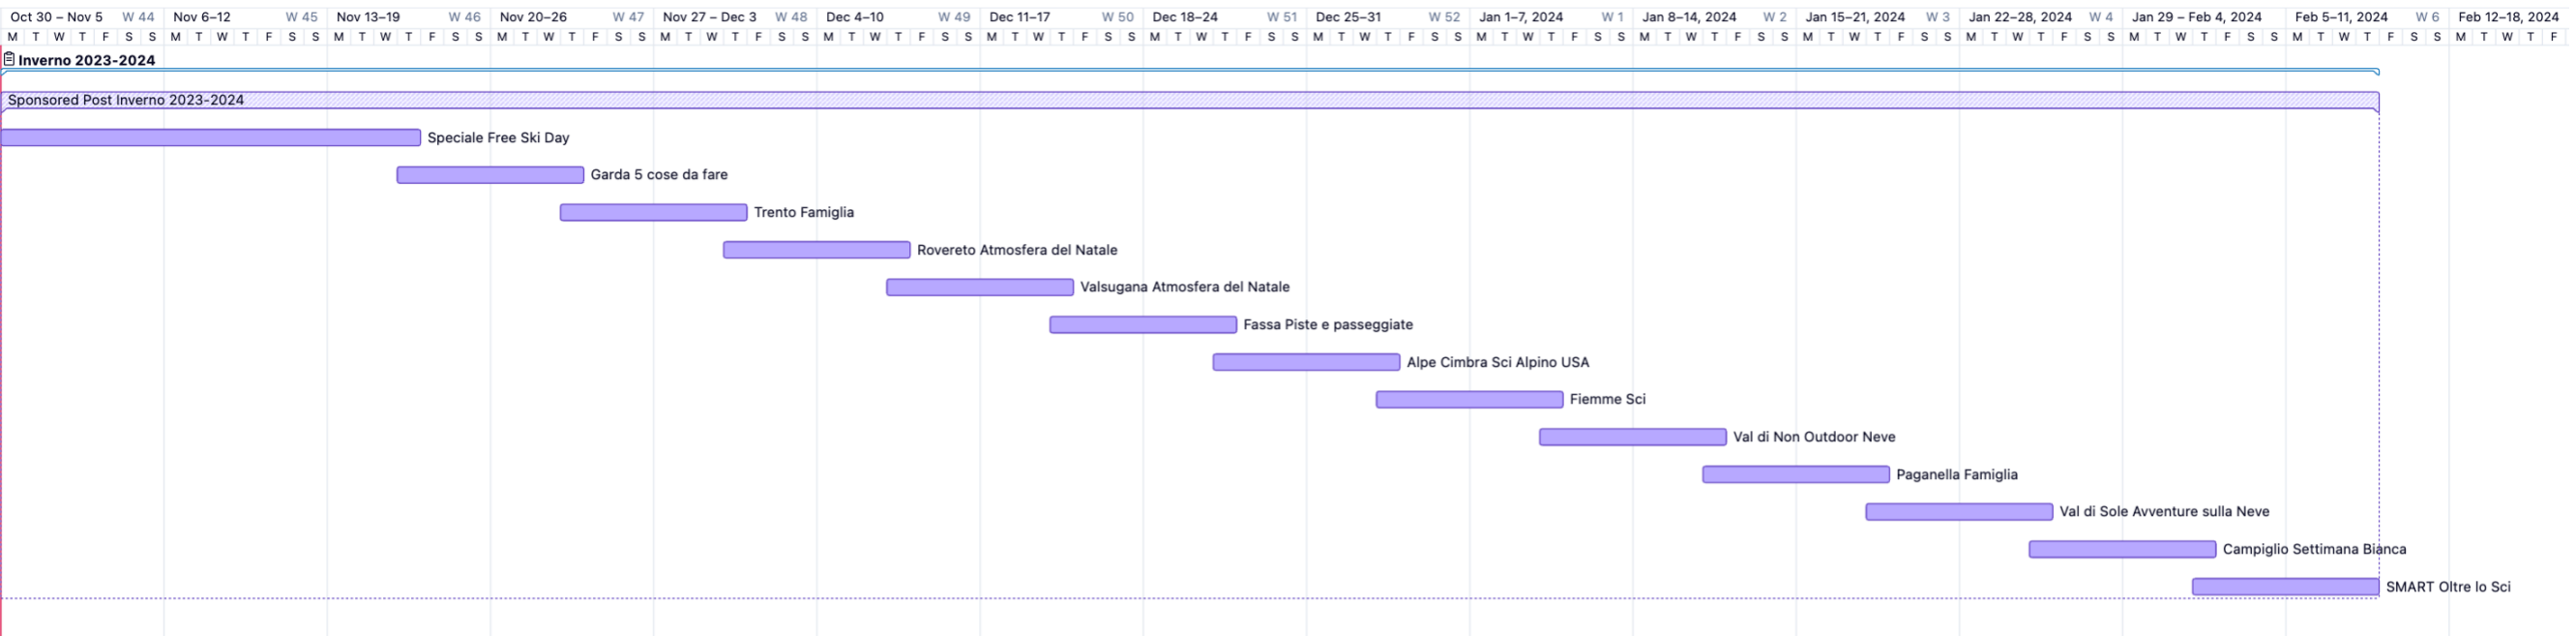 Oct 30 – Nov 5 W 44 Nov 6–12 W 45 Nov 13–19 W 46 Nov 20–26 W 47 Nov 27 – Dec 3 W 48 Dec 4–10 W 49 Dec 11–17 W 50 Dec 18–24 W 51 Dec 25–31 W 52 Jan 1–7, 2024 W 1 Jan 8–14, 2024 W 2 Jan 15–21, 2024 W 3 Jan 22–28, 2024 W 4 Jan 29 – Feb 4, 2024 Feb 5–11, 2024 W 6 Feb 12–18, 2024
M T W T F S S M T W T F S S M T W T F S S M T W T F S S M T W T F S S M T W T F S S M T W T F S S M T W T F S S M T W T F S S M T W T F S S M T W T F S S M T W T F S S M T W T F S S M T W T F S S M T W T F S S M T W T F
Inverno 2023-2024
Sponsored Post Inverno 2023-2024
Speciale Free Ski Day
Garda 5 cose da fare
Trento Famiglia
Rovereto Atmosfera del Natale
Valsugana Atmosfera del Natale
Fassa Piste e passeggiate
Alpe Cimbra Sci Alpino USA
Fiemme Sci
Val di Non Outdoor Neve
Paganella Famiglia
Val di Sole Avventure sulla Neve
Campiglio Settimana Bianca
SMART Oltre lo Sci